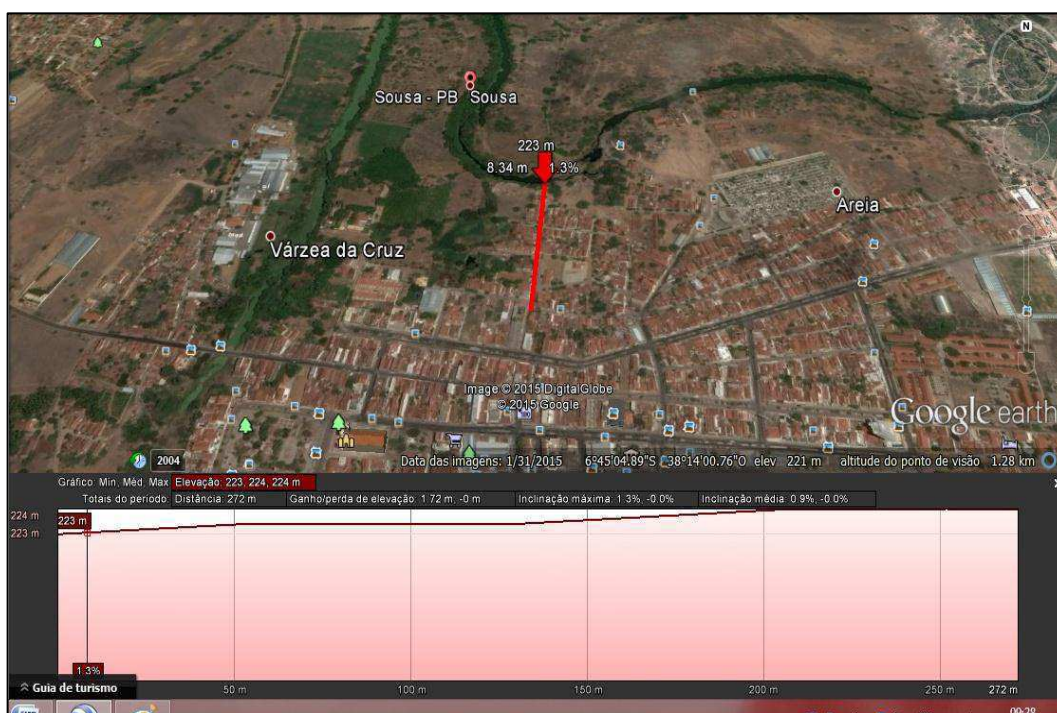 N
Sousa - PB Sousa
223 m
8.34 m 1.3%
Areia
Várzea da Cruz
Image © 2015 DigitalGlobe
© 2015 Google
Google earth
2004
Data das imagens: 1/31/2015 6°45'04.89"S 38°14'00.76"O elev 221 m altitude do ponto de visão 1.28 km
Gráfico: Min, Méd, Max Elevação: 223, 224, 224 m
Totais do período: Distância: 272 m Ganho/perda de elevação: 1.72 m, -0 m Inclinação máxima: 1.3%, -0.0% Inclinação média: 0.9%, -0.0%
224 m
223 m
223 m
1.3%
Guia de turismo
50 m 100 m 150 m 200 m 250 m 272 m